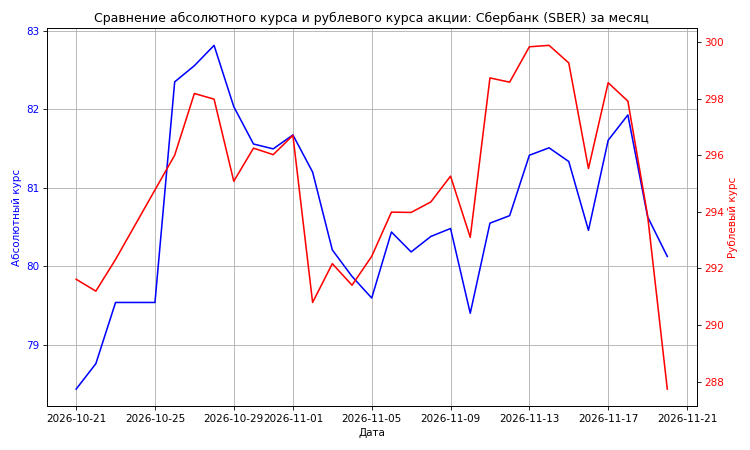 Сравнение абсолютного курса и рублевого курса акции: Сбербанк (SBER) за месяц
83
82
81
80
79
Абсолютный курс
300
298
296
294
292
290
288
Рублевый курс
2026-10-21 2026-10-25 2026-10-29 2026-11-01 2026-11-05 2026-11-09 2026-11-13 2026-11-17 2026-11-21
Дата